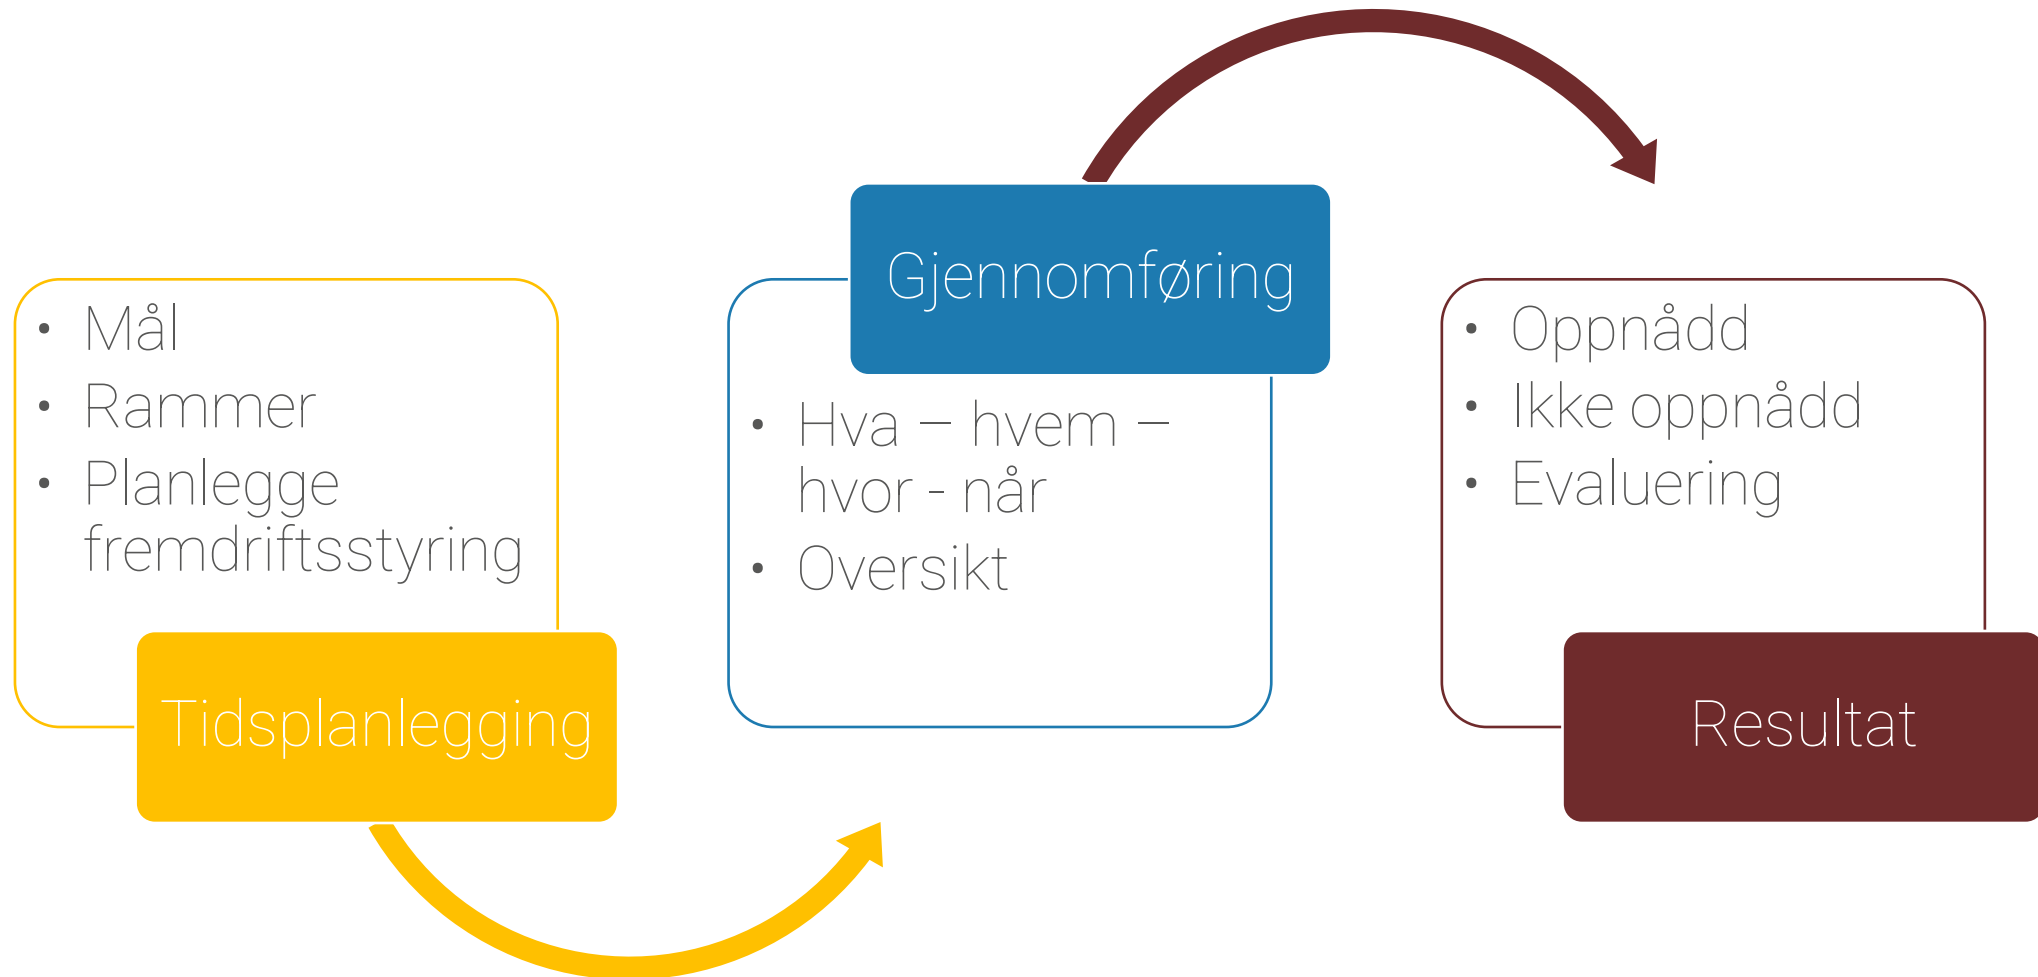 • Mål
• Rammer
• Planlegge
fremdriftsstyring
Tidsplanlegging
Gjennomføring
• Hva – hvem –
hvor - når
• Oversikt
• Oppnådd
• Ikke oppnådd
• Evaluering
Resultat